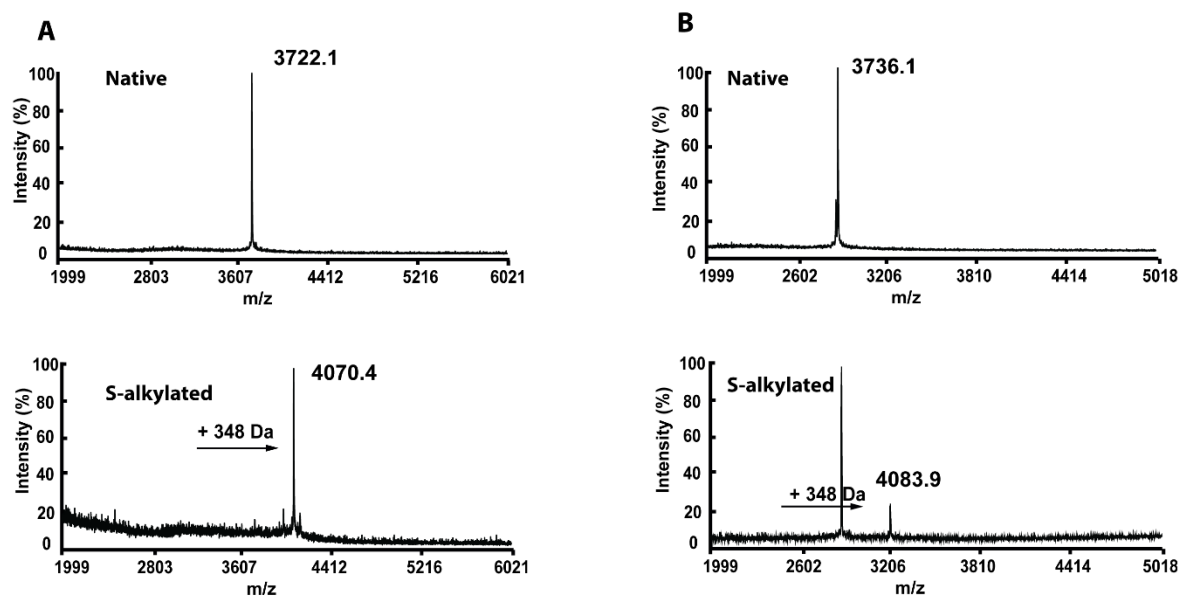 A
Native
3722.1
Intensity (%)
100
80
60
40
20
0
1999 2803 3607 4412 5216 6021
m/z
S-alkylated
4070.4
+ 348 Da
Intensity (%)
100
80
60
40
20
0
1999 2803 3607 4412 5216 6021
m/z
B
Native
3736.1
Intensity (%)
100
80
60
40
20
0
1999 2602 3206 3810 4414 5018
m/z
S-alkylated
4083.9
+ 348 Da
Intensity (%)
100
80
60
40
20
0
1999 2602 3206 3810 4414 5018
m/z